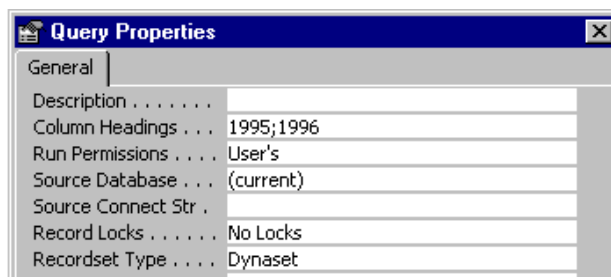 Query Properties
General
Description . . . . . . .
Column Headings . . . 1995;1996
Run Permissions . . . . User's
Source Database . . . (current)
Source Connect Str .
Record Locks . . . . . . No Locks
Recordset Type . . . . Dynaset